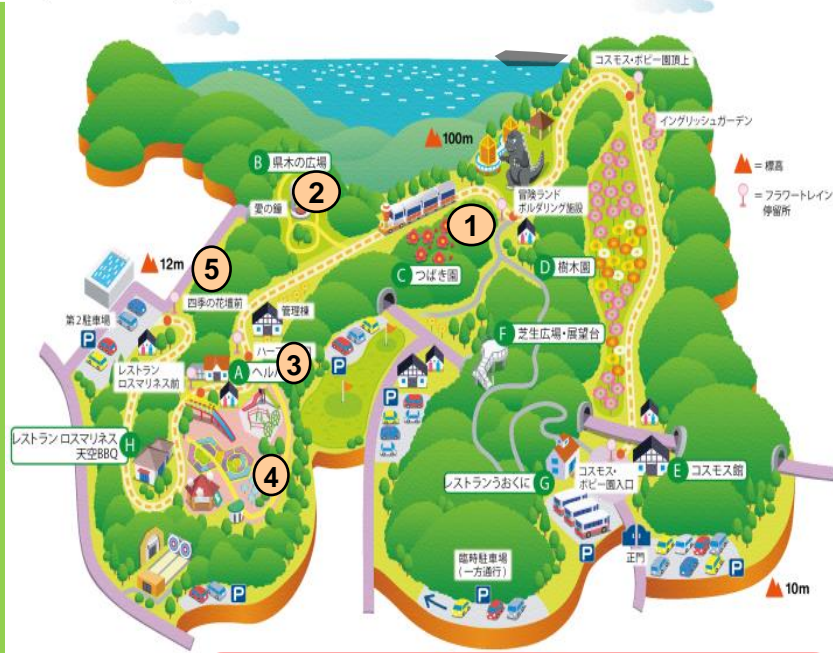 コスモス・ポピー園頂上
イングリッシュガーデン
100m
= 標高
= フラワートレイン
停留所
B 県木の広場
2
愛の鐘
冒険ランド
ボルダリング施設
1
5
12m
C つばき園
D 樹木園
四季の花壇前
管理棟
第2駐車場
P
F 芝生広場・展望台
ハーブ
3
P
A ヘル
レストラン
ロスマリネス前
P
レストラン ロスマリネス
天空BBQ
H
4
レストランうおくに G
コスモス・
ポピー園入口
E コスモス館
P
正門
臨時駐車場
(一方通行)
P
P
P
10m